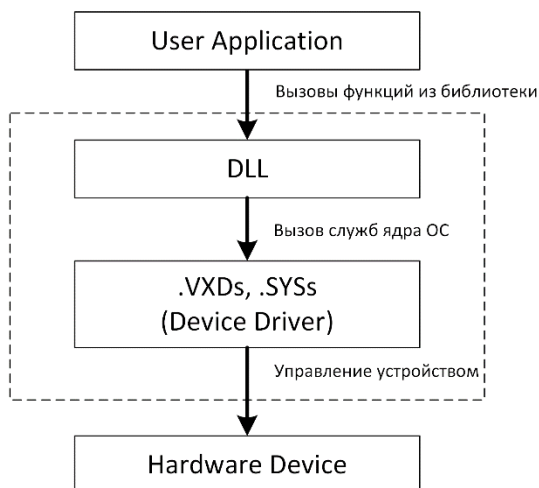 User Application
Вызовы функций из библиотеки
DLL
Вызов служб ядра ОС
.VXDs, .SYSs
(Device Driver)
Управление устройством
Hardware Device